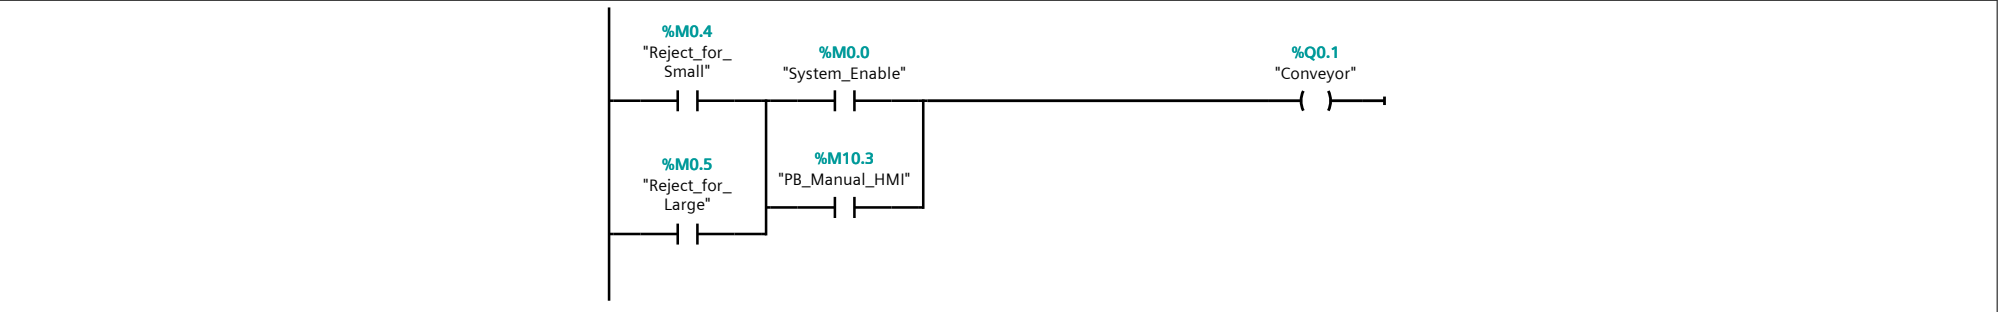 %M0.4
"Reject_for_
Small"
%M0.0
"System_Enable"
%Q0.1
"Conveyor"
%M0.5
"Reject_for_
Large"
%M10.3
"PB_Manual_HMI"